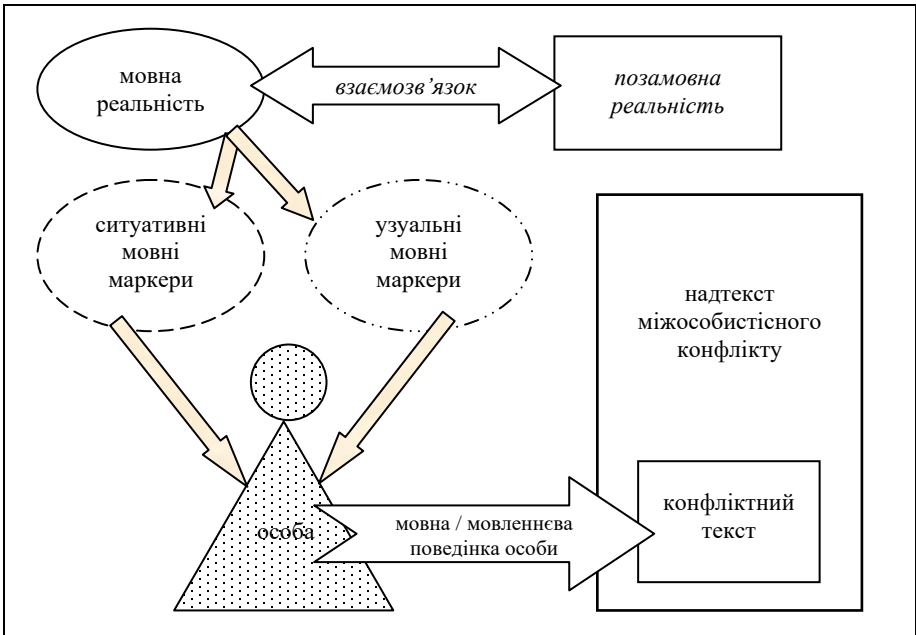 мовна
реальність
взаємозв’язок
позамовна
реальність
ситуативні
мовні
маркери
узуальні
мовні
маркери
надтекст
міжособистісного
конфлікту
особа
мовна / мовленнєва
поведінка особи
конфліктний
текст